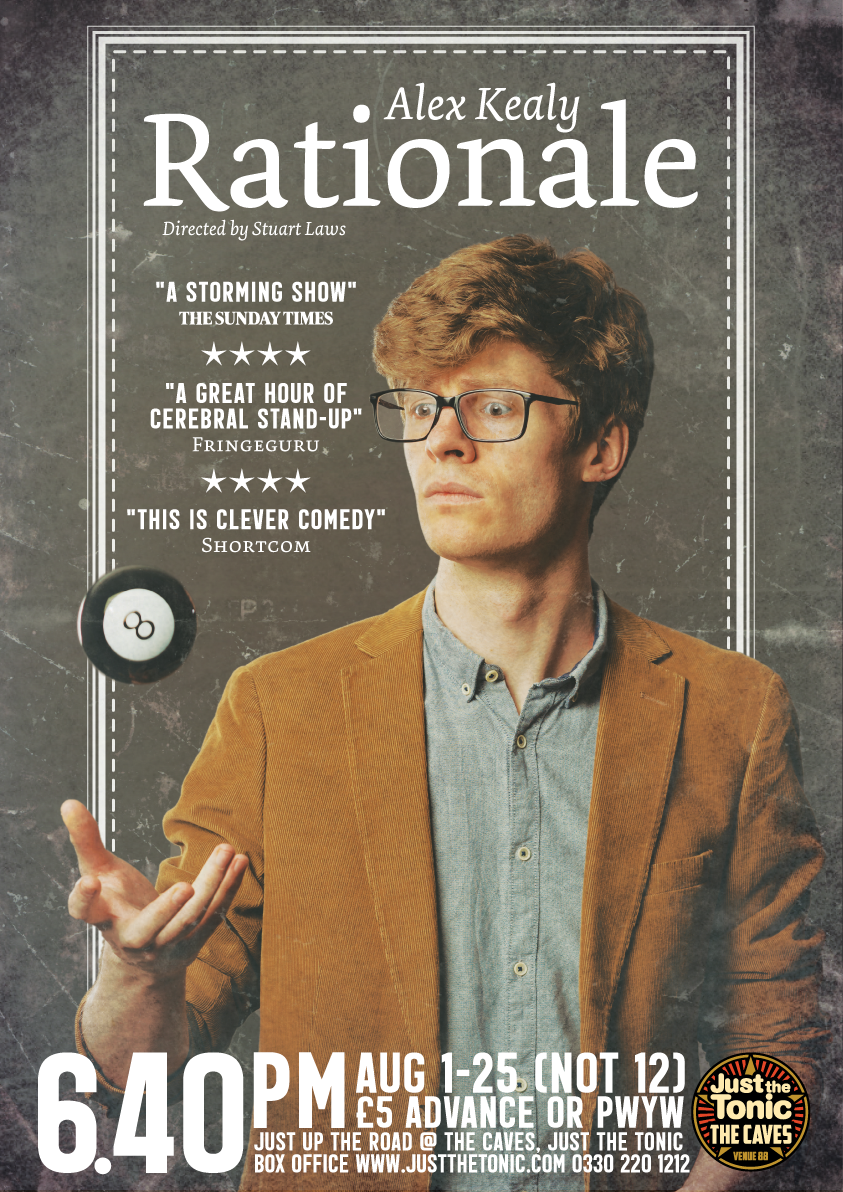 Alex Kealy
Rationale
Directed by Stuart Laws
"A STORMING SHOW"
THE SUNDAY TIMES
★★★★
"A GREAT HOUR OF
CEREBRAL STAND-UP"
FRINGEGURU
★★★★
"THIS IS CLEVER COMEDY"
SHORTCOM
8
6.40PM
AUG 1-25 (NOT 12)
£5 ADVANCE OR PWYW
JUST UP THE ROAD @ THE CAVES, JUST THE TONIC
BOX OFFICE WWW.JUSTTHETONIC.COM 0330 220 1212
Just the
Tonic
THE CAVES
VENUE 88